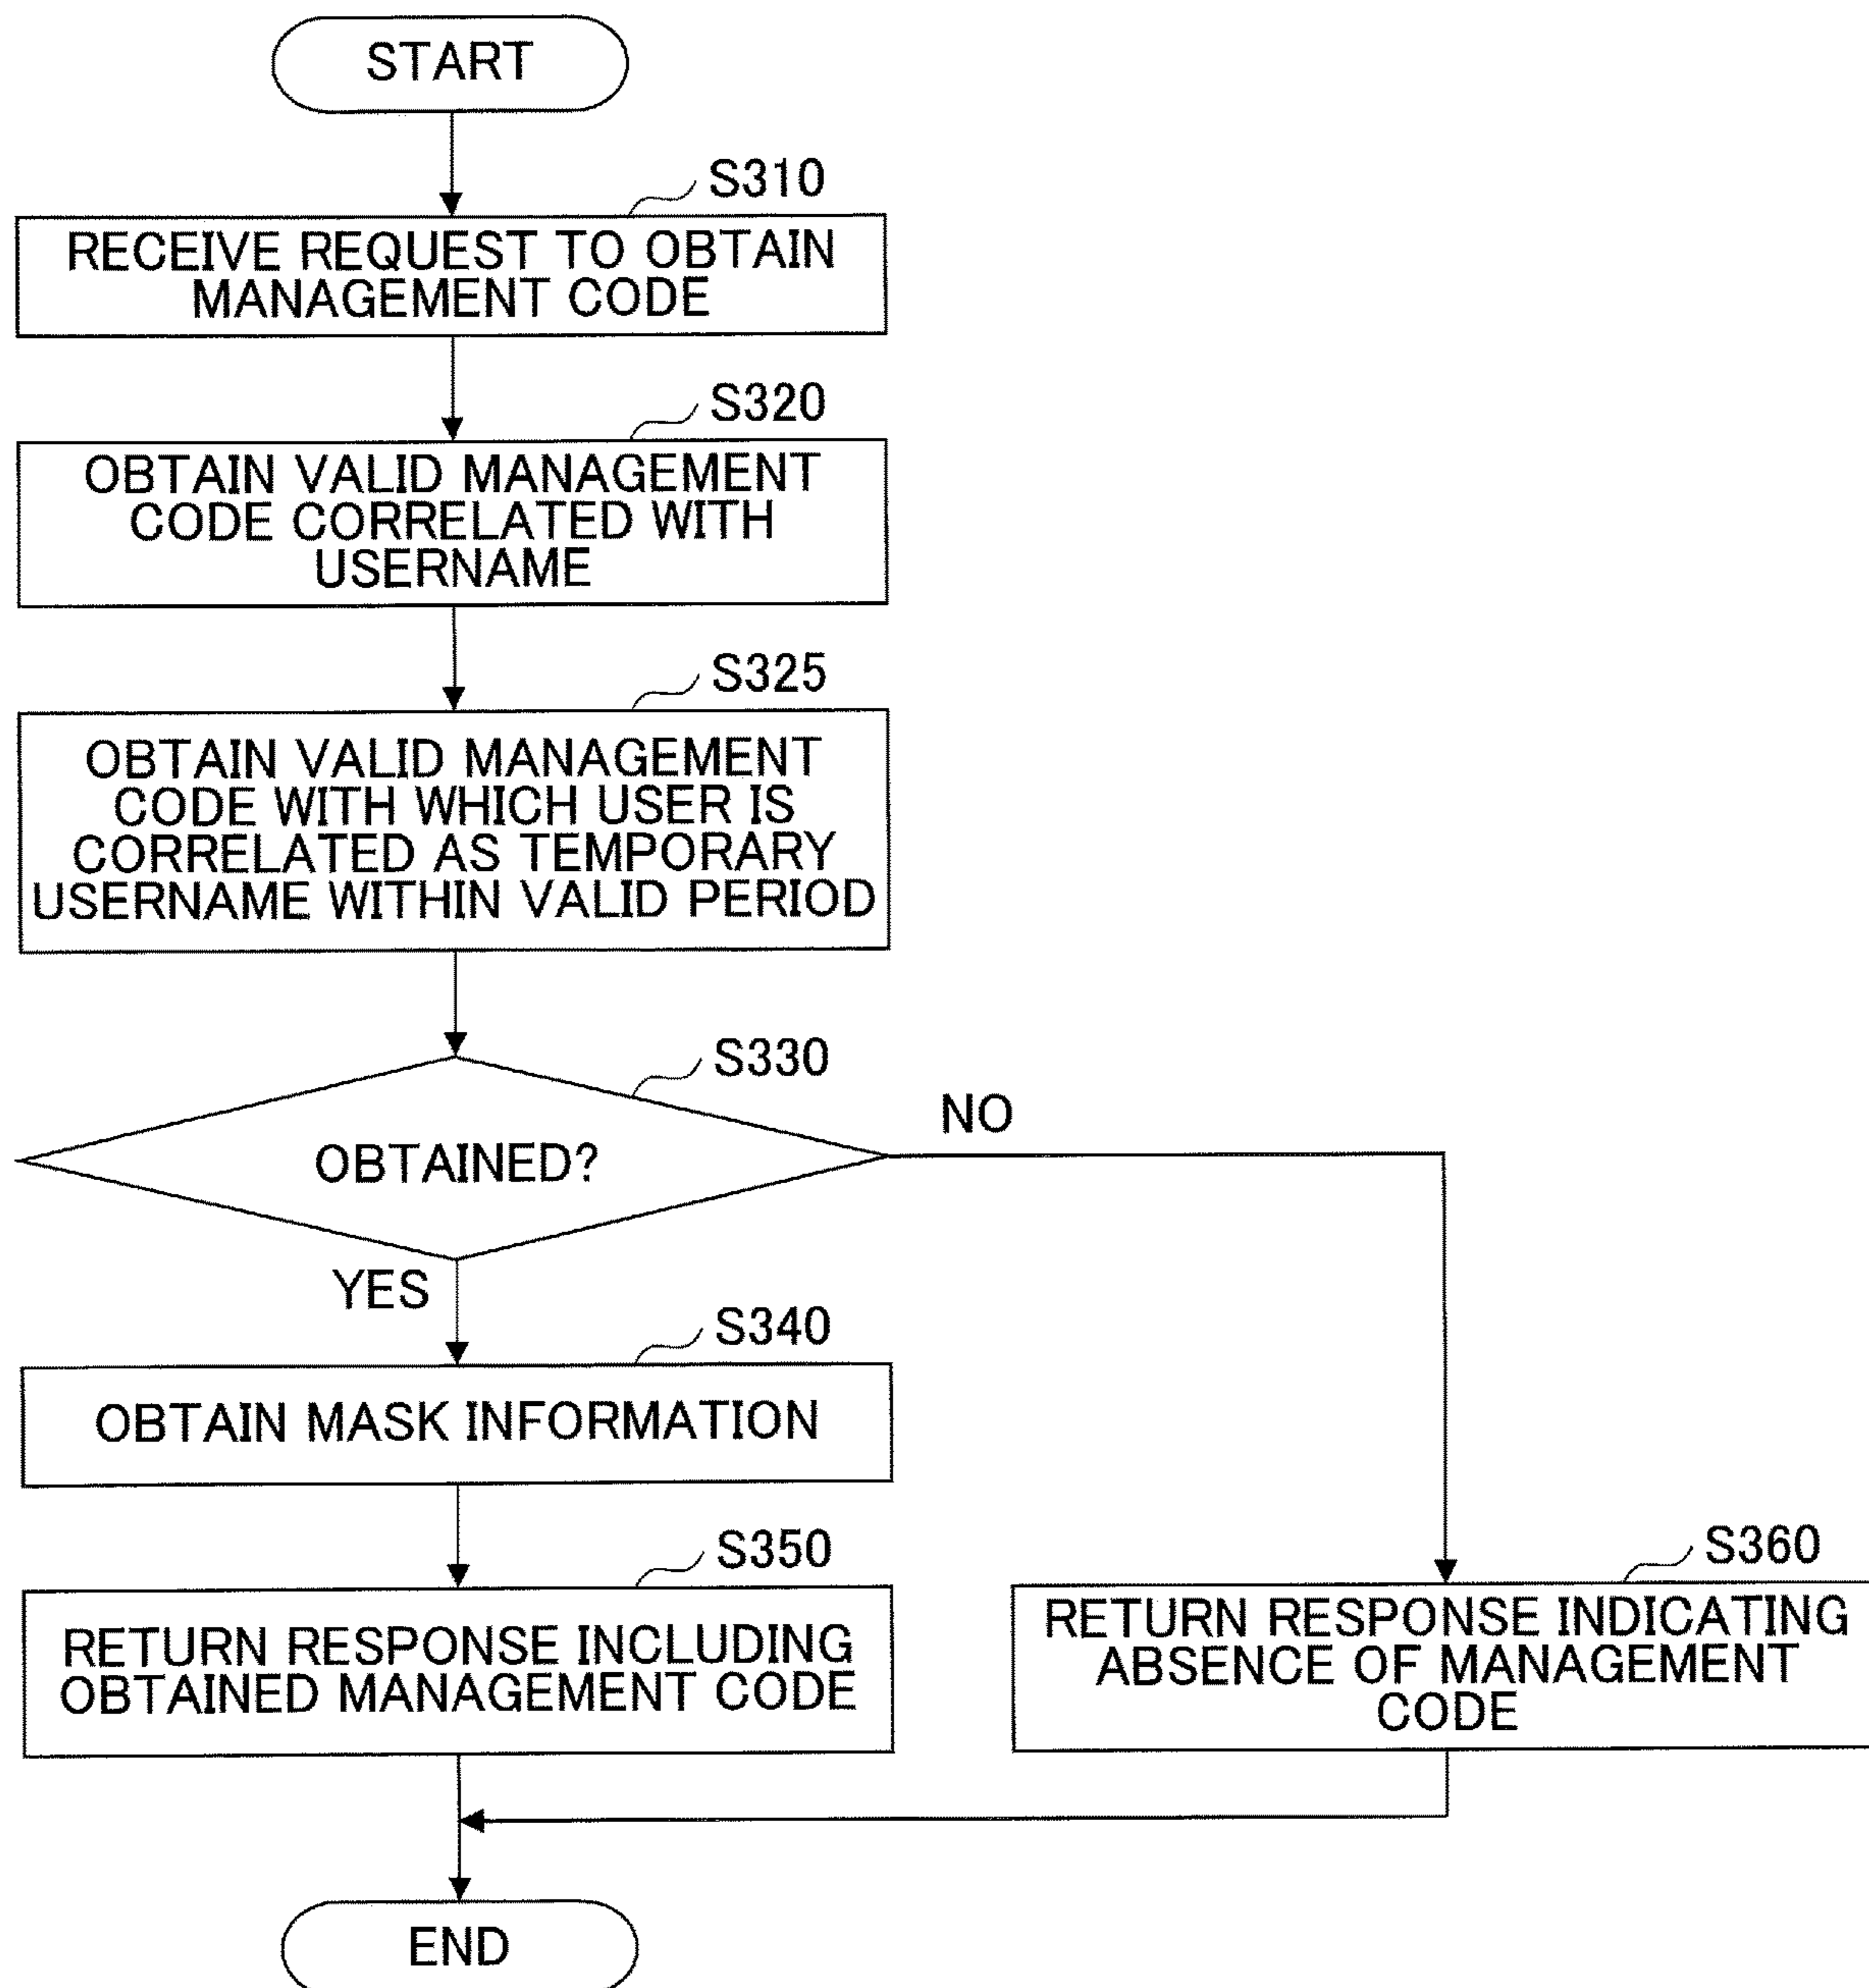 START
S310
RECEIVE REQUEST TO OBTAIN
MANAGEMENT CODE
S320
OBTAIN VALID MANAGEMENT
CODE CORRELATED WITH
USERNAME
S325
OBTAIN VALID MANAGEMENT
CODE WITH WHICH USER IS
CORRELATED AS TEMPORARY
USERNAME WITHIN VALID PERIOD
S330
OBTAINED?
NO
YES
S340
OBTAIN MASK INFORMATION
S350
RETURN RESPONSE INCLUDING
OBTAINED MANAGEMENT CODE
S360
RETURN RESPONSE INDICATING
ABSENCE OF MANAGEMENT
CODE
END